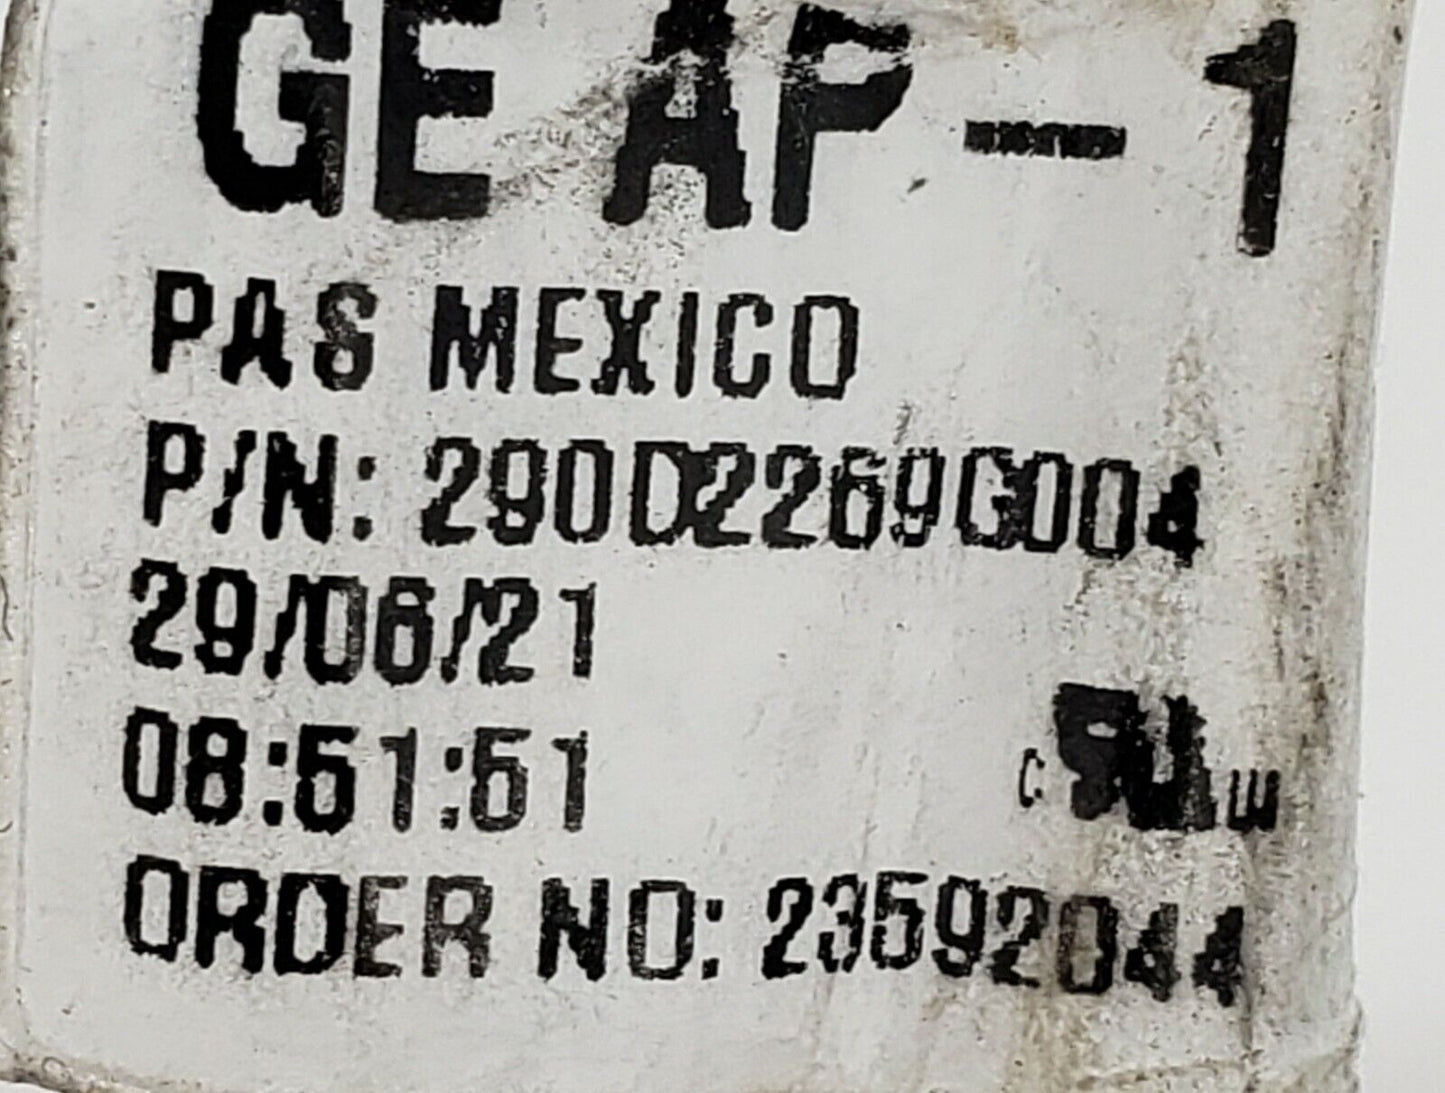 GE AP-1
PAS MEXICO
P/N: 290D2269G004
29/06/21
08:51:51
ORDER NO: 23592044